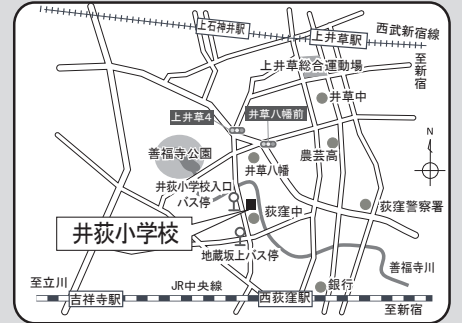 上石神井駅
上井草駅
西武新宿線
至新宿
上井草総合運動場
井草中
上井草4
井草八幡前
農芸高
N
善福寺公園
井草八幡
井荻小学校入口
バス停
荻窪中
荻窪警察署
井荻小学校
地蔵坂上バス停
善福寺川
至立川
JR中央線
銀行
吉祥寺駅
西荻窪駅
至新宿